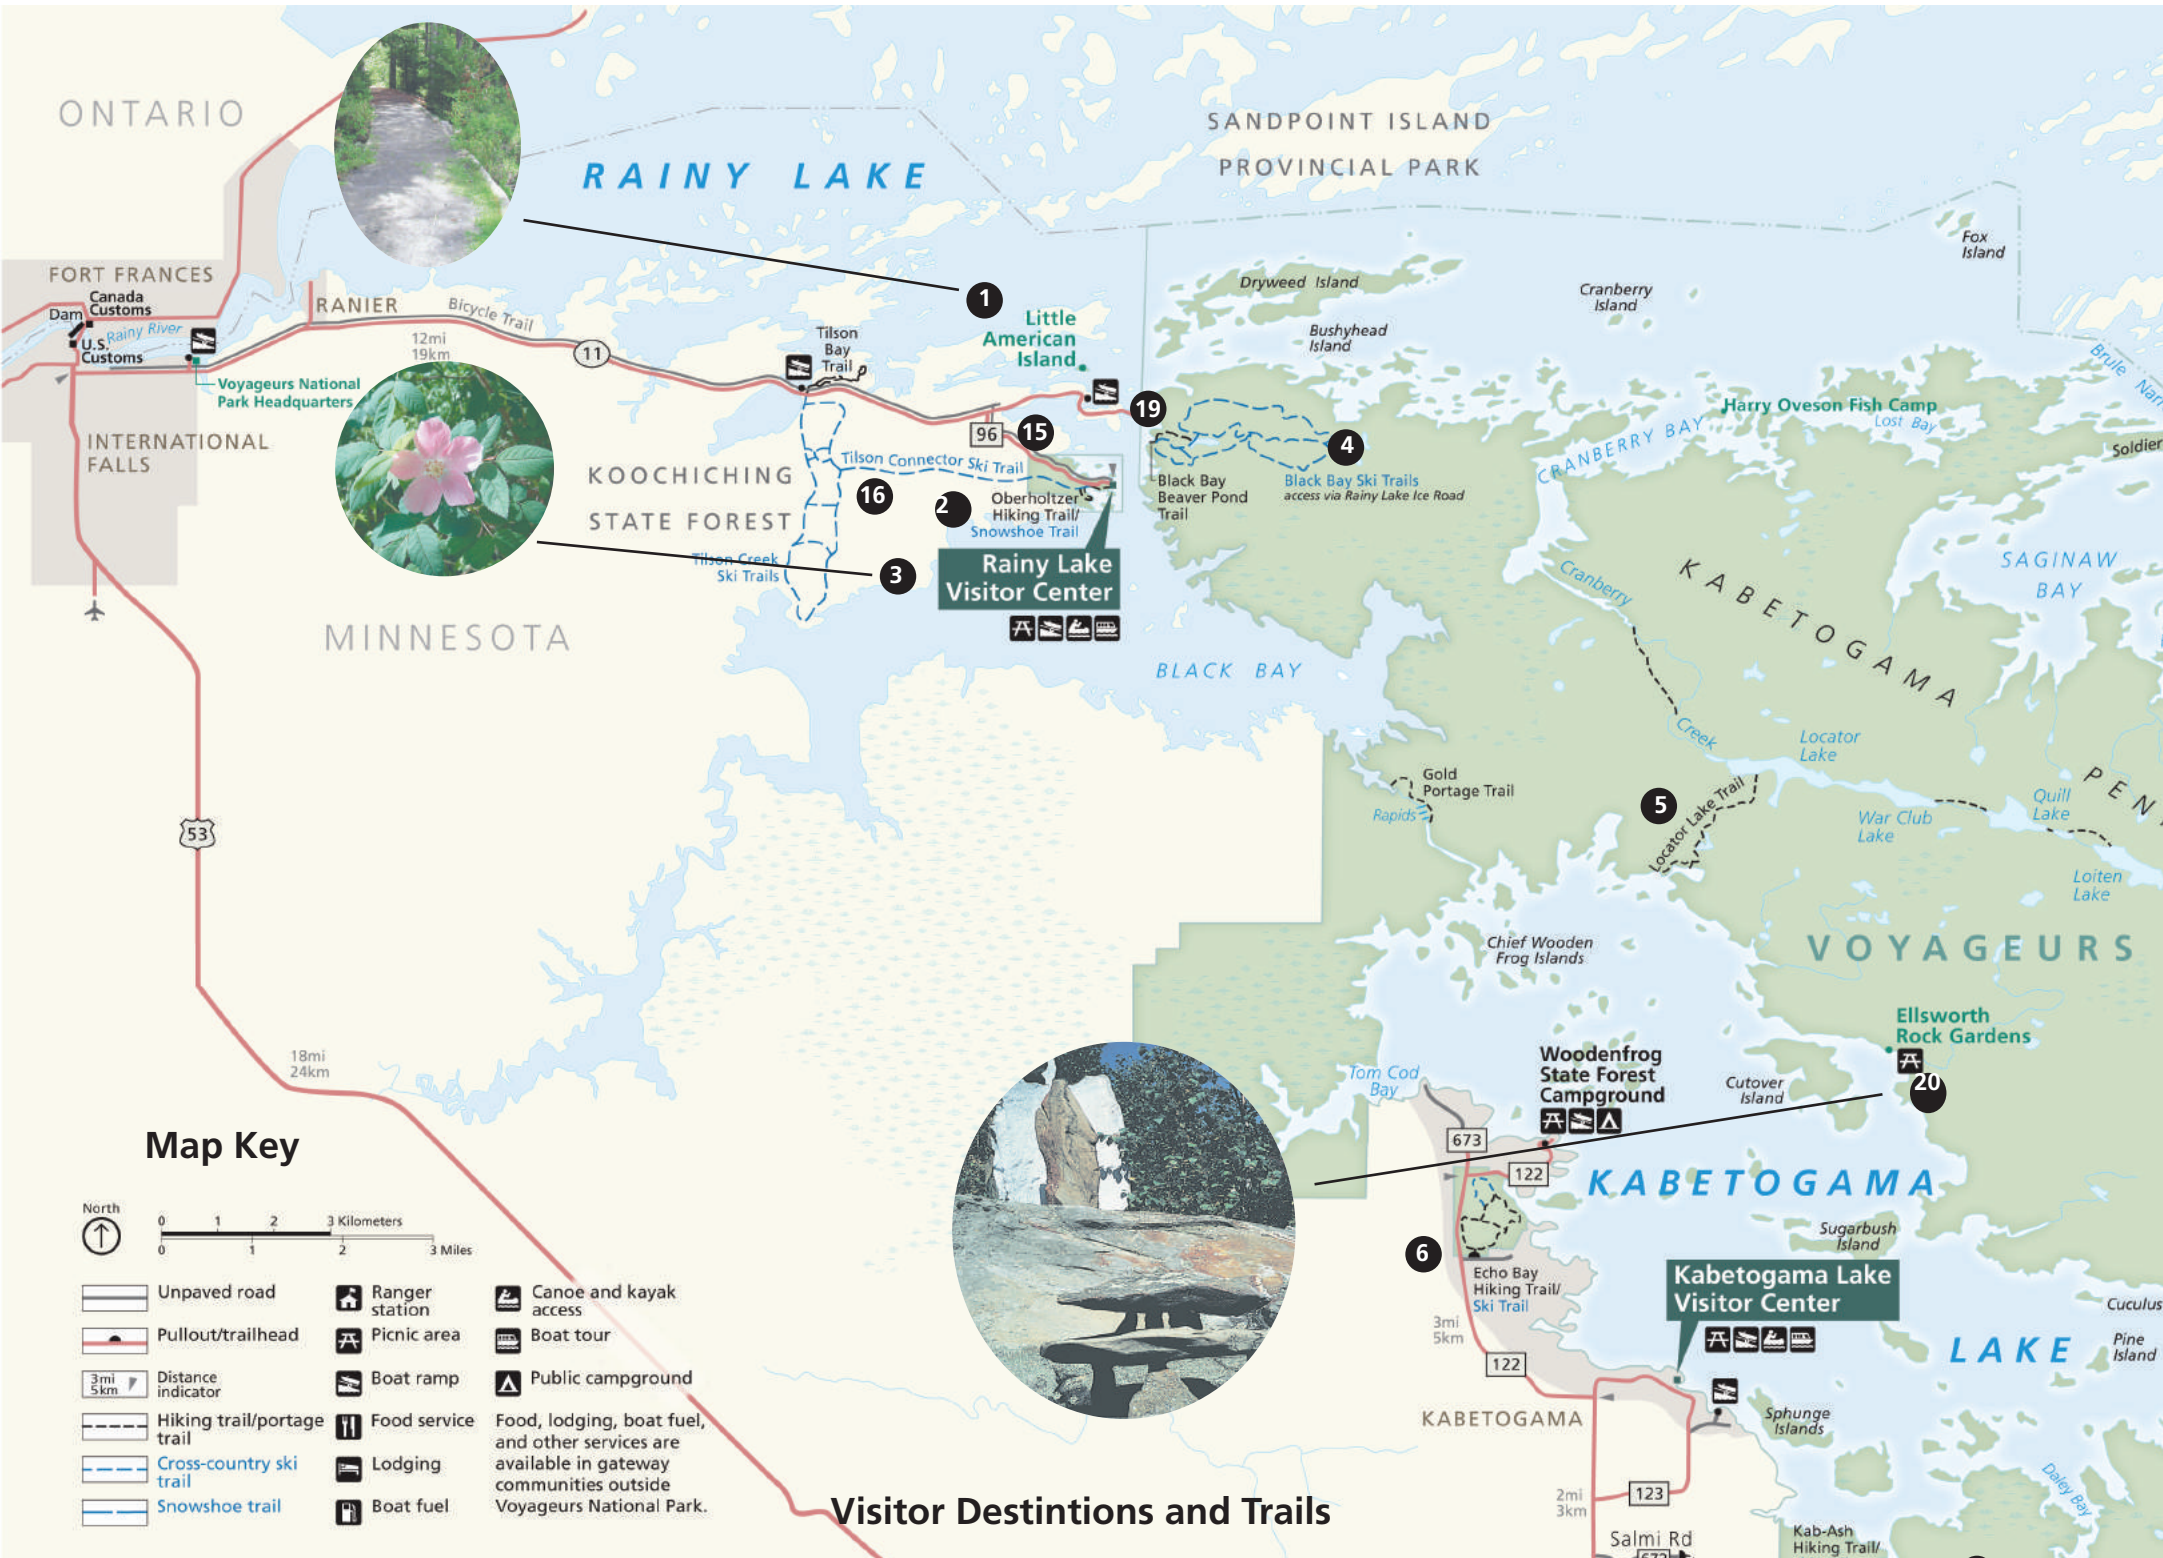 ONTARIO
SANDPOINT ISLAND
PROVINCIAL PARK
RAINY LAKE
Fox
Island
FORT FRANCES
Canada
Customs
Dam
Rainy River
U.S.
Customs
RANIER
Bicycle Trail
12mi
19km
11
Voyageurs National
Park Headquarters
INTERNATIONAL
FALLS
Tilson
Bay
Trail
1
Little
American
Island
Dryweed Island
Bushyhead
Island
Cranberry
Island
Brule Nar
Harry Oveson Fish Camp
Lost Bay
CRANBERRY BAY
Soldier
19
96
15
4
Tilson Connector Ski Trail
KOOCHICHING
STATE FOREST
16
2
Oberholtzer
Hiking Trail/
Snowshoe Trail
Black Bay
Beaver Pond
Trail
Black Bay Ski Trails
access via Rainy Lake Ice Road
Tilson Creek
Ski Trails
3
Rainy Lake
Visitor Center
SAGINAW
BAY
KABETOGAMA
PEN
Cranberry
Creek
MINNESOTA
BLACK BAY
Locator
Lake
Gold
Portage Trail
Rapids
5
Locator Lake Trail
War Club
Lake
Quill
Lake
Loiten
Lake
53
Chief Wooden
Frog Islands
VOYAGEURS
Ellsworth
Rock Gardens
20
18mi
24km
Tom Cod
Bay
Woodenfrog
State Forest
Campground
Cutover
Island
673
122
KABETOGAMA
LAKE
Sugarbush
Island
6
Echo Bay
Hiking Trail/
Ski Trail
3mi
5km
Kabetogama Lake
Visitor Center
Cuculus
Pine
Island
122
KABETOGAMA
Sphunge
Islands
Daley Bay
2mi
3km
123
Salmi Rd
672
Kab-Ash
Hiking Trail/
Map Key
North
0 1 2 3 Kilometers
0 1 2 3 Miles
Unpaved road
Pullout/trailhead
3mi
5km
Distance
indicator
Hiking trail/portage
trail
Cross-country ski
trail
Snowshoe trail
Ranger
station
Picnic area
Boat ramp
Food service
Lodging
Boat fuel
Canoe and kayak
access
Boat tour
Public campground
Food, lodging, boat fuel,
and other services are
available in gateway
communities outside
Voyageurs National Park.
Visitor Destintions and Trails